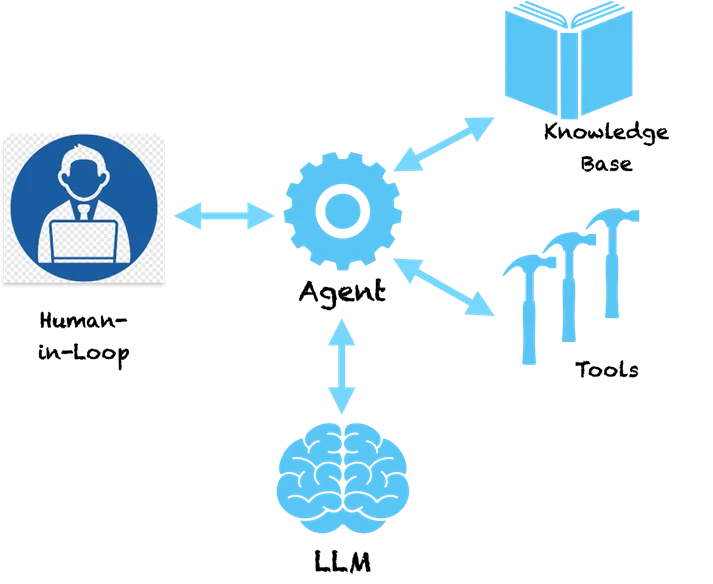 Knowledge
Base
Agent
Human-
in-Loop
Tools
LLM